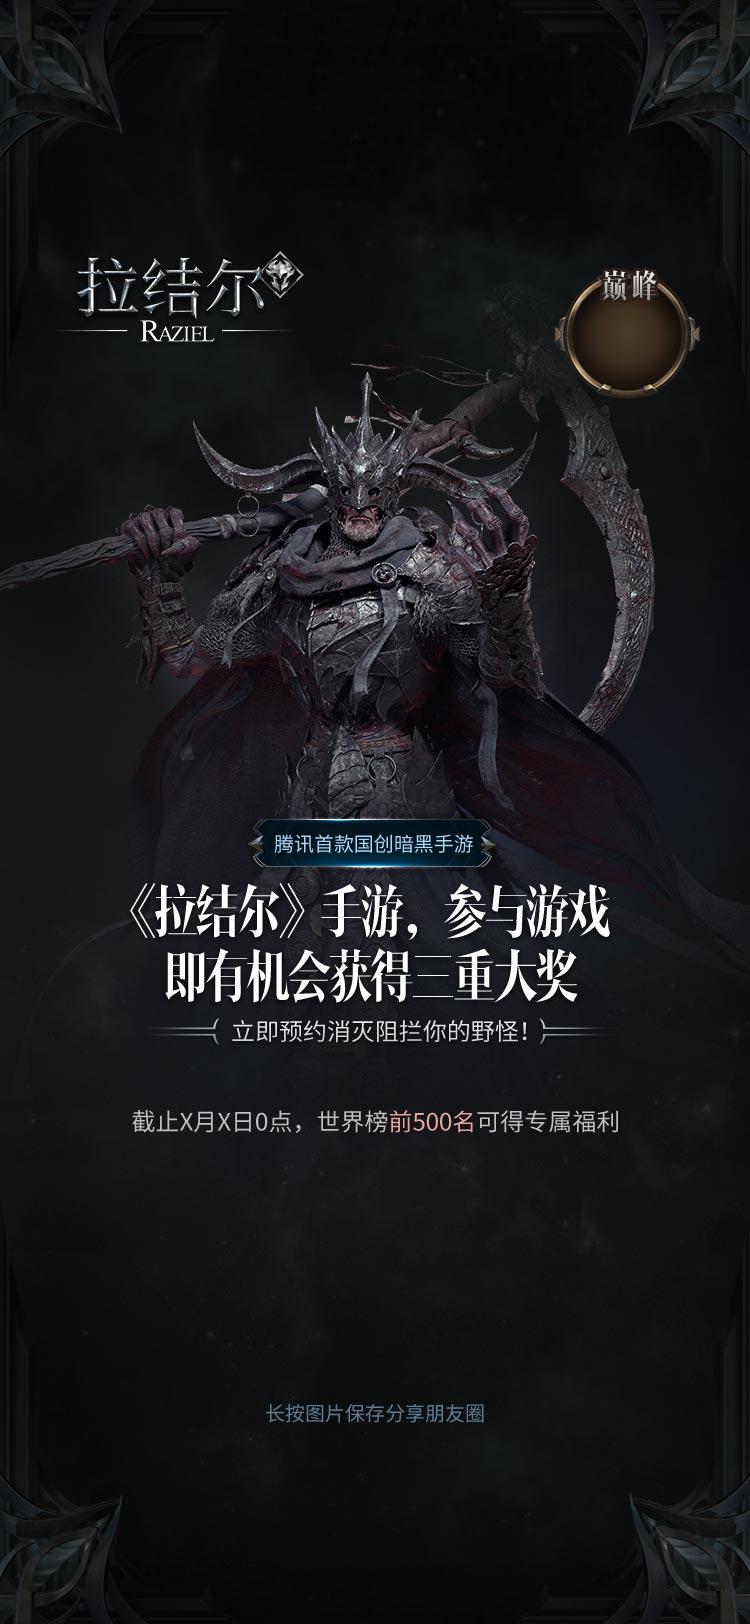 拉结尔
RAZIEL
巅峰
腾讯首款国创暗黑手游
《拉结尔》手游，参与游戏
即有机会获得三重大奖
立即预约消灭阻拦你的野怪！
截止X月X日0点，世界榜前500名可得专属福利
长按图片保存分享朋友圈